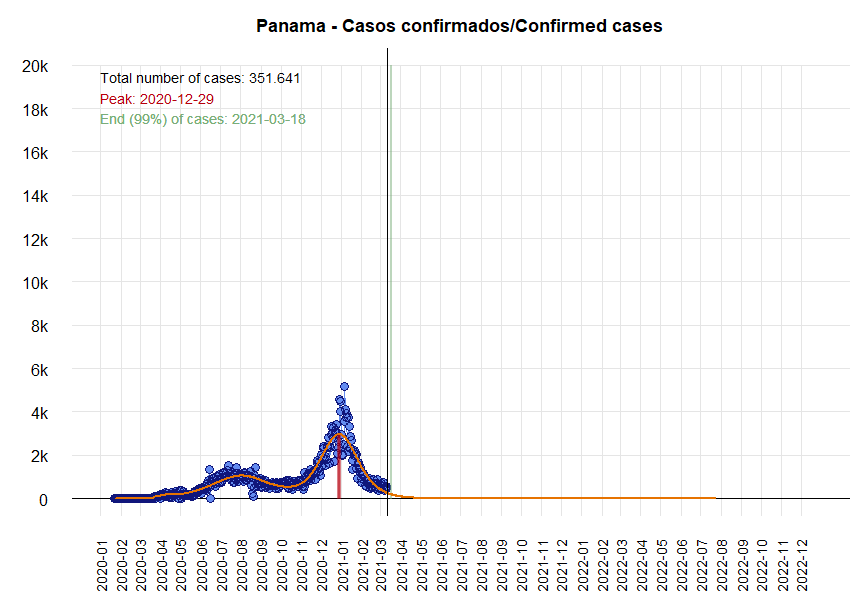 Panama - Casos confirmados/Confirmed cases
20k
18k
16k
14k
12k
10k
8k
6k
4k
2k
0
Total number of cases: 351.641
Peak: 2020-12-29
End (99%) of cases: 2021-03-18
2020-01
2020-02
2020-03
2020-04
2020-05
2020-06
2020-07
2020-08
2020-09
2020-10
2020-11
2020-12
2021-01
2021-02
2021-03
2021-04
2021-05
2021-06
2021-07
2021-08
2021-09
2021-10
2021-11
2021-12
2022-01
2022-02
2022-03
2022-04
2022-05
2022-06
2022-07
2022-08
2022-09
2022-10
2022-11
2022-12